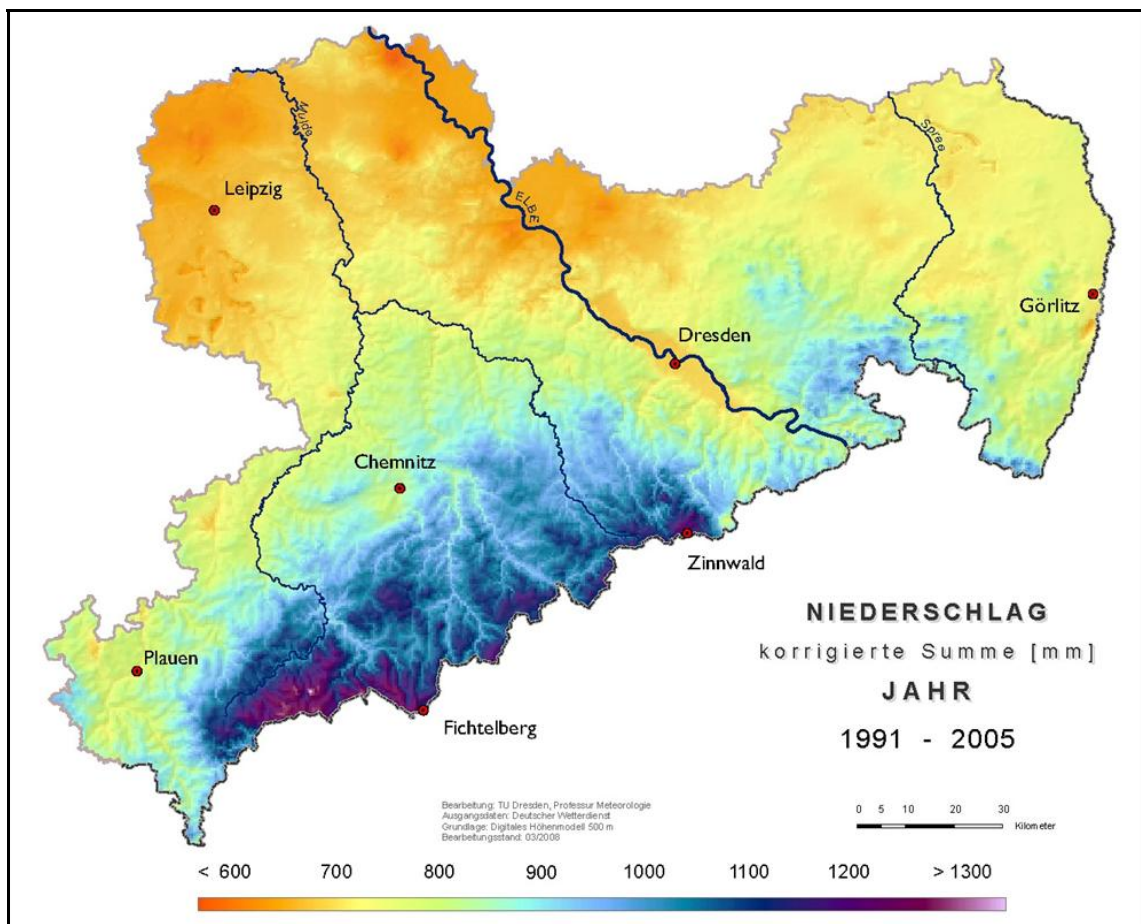 Mulde
ELBE
Spree
Leipzig
Görlitz
Dresden
Chemnitz
Zinnwald
Plauen
Fichtelberg
NIEDERSCHLAG
korrigierte Summe [mm]
JAHR
1991 - 2005
Bearbeitung: TU Dresden, Professur Meteorologie
Ausgangsdaten: Deutscher Wetterdienst
Grundlage: Digitales Höhenmodell 500 m
Bearbeitungsstand: 03/2008
0 5 10 20 30
Kilometer
< 600 700 800 900 1000 1100 1200 > 1300